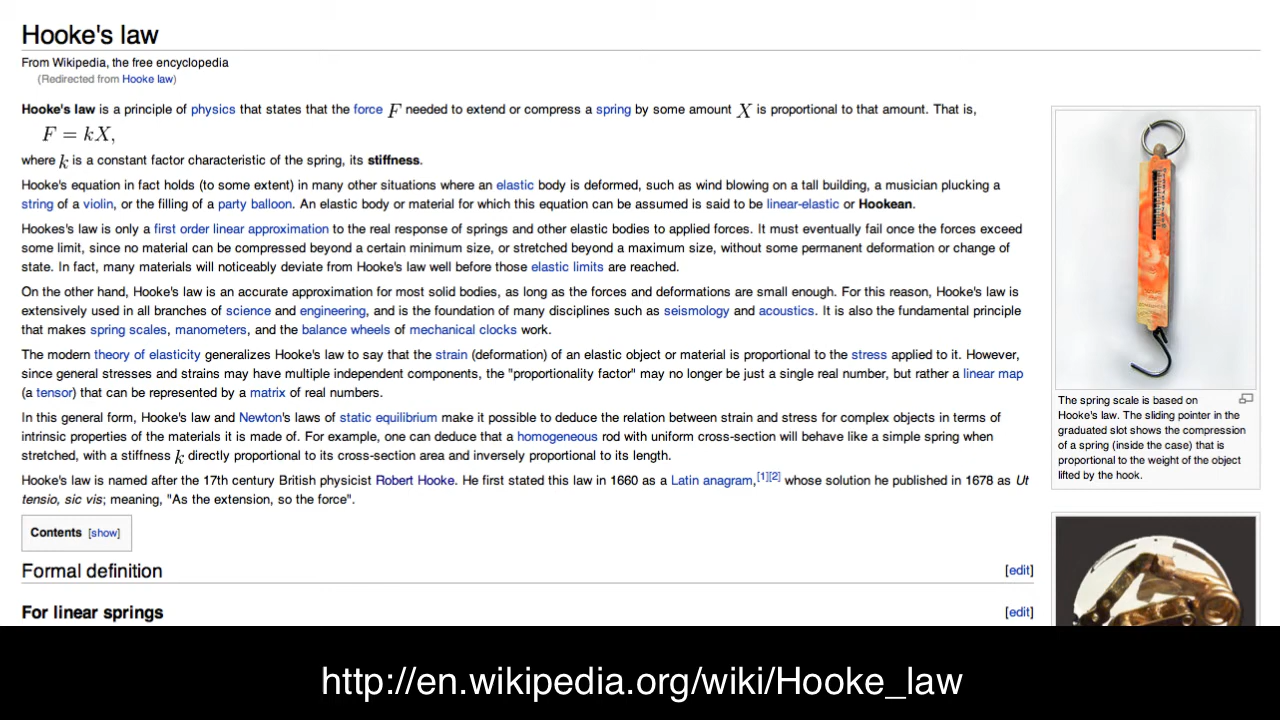 Hooke's law
From Wikipedia, the free encyclopedia
(Redirected from Hooke law)
Hooke's law is a principle of physics that states that the force F needed to extend or compress a spring by some amount X is proportional to that amount. That is,
F = kX,
where k is a constant factor characteristic of the spring, its stiffness.
Hooke's equation in fact holds (to some extent) in many other situations where an elastic body is deformed, such as wind blowing on a tall building, a musician plucking a
string of a violin, or the filling of a party balloon. An elastic body or material for which this equation can be assumed is said to be linear-elastic or Hookean.
Hookes's law is only a first order linear approximation to the real response of springs and other elastic bodies to applied forces. It must eventually fail once the forces exceed
some limit, since no material can be compressed beyond a certain minimum size, or stretched beyond a maximum size, without some permanent deformation or change of
state. In fact, many materials will noticeably deviate from Hooke's law well before those elastic limits are reached.
On the other hand, Hooke's law is an accurate approximation for most solid bodies, as long as the forces and deformations are small enough. For this reason, Hooke's law is
extensively used in all branches of science and engineering, and is the foundation of many disciplines such as seismology and acoustics. It is also the fundamental principle
that makes spring scales, manometers, and the balance wheels of mechanical clocks work.
The modern theory of elasticity generalizes Hooke's law to say that the strain (deformation) of an elastic object or material is proportional to the stress applied to it. However,
since general stresses and strains may have multiple independent components, the "proportionality factor" may no longer be just a single real number, but rather a linear map
(a tensor) that can be represented by a matrix of real numbers.
In this general form, Hooke's law and Newton's laws of static equilibrium make it possible to deduce the relation between strain and stress for complex objects in terms of
intrinsic properties of the materials it is made of. For example, one can deduce that a homogeneous rod with uniform cross-section will behave like a simple spring when
stretched, with a stiffness k directly proportional to its cross-section area and inversely proportional to its length.
Hooke's law is named after the 17th century British physicist Robert Hooke. He first stated this law in 1660 as a Latin anagram,[1][2] whose solution he published in 1678 as Ut
tensio, sic vis; meaning, "As the extension, so the force".
Contents [show]
Formal definition [edit]
For linear springs [edit]
The spring scale is based on
Hooke's law. The sliding pointer in the
graduated slot shows the compression
of a spring (inside the case) that is
proportional to the weight of the object
lifted by the hook.
http://en.wikipedia.org/wiki/Hooke_law